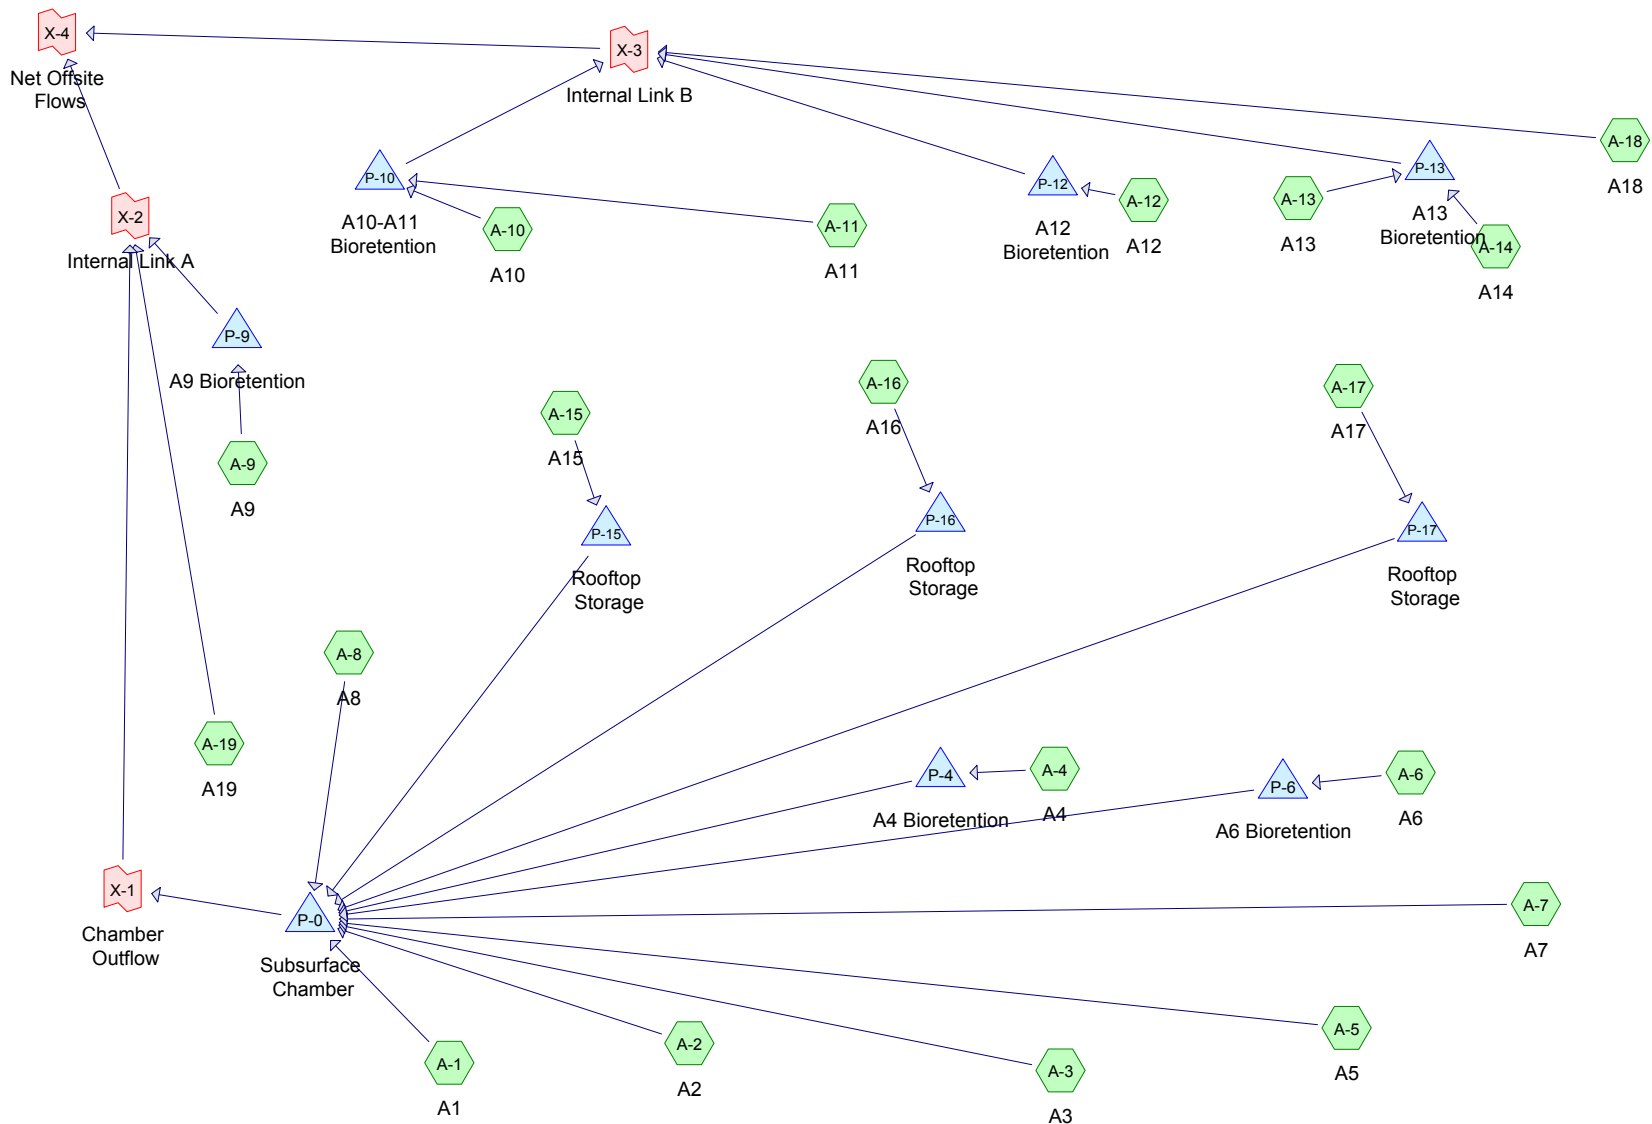 X-4
Net Offsite
Flows
X-3
Internal Link B
A-18
A18
P-10
A10-A11
Bioretention
A-10
A10
A-11
A11
P-12
A12
Bioretention
A-12
A12
A-13
A13
P-13
A13
Bioretention
A-14
A14
X-2
Internal Link A
P-9
A9 Bioretention
A-9
A9
A-15
A15
A-16
A16
A-17
A17
P-15
Rooftop
Storage
P-16
Rooftop
Storage
P-17
Rooftop
Storage
A-8
A8
A-19
A19
P-4
A4 Bioretention
A-4
A4
P-6
A6 Bioretention
A-6
A6
X-1
Chamber
Outflow
P-0
Subsurface
Chamber
A-7
A7
A-1
A1
A-2
A2
A-3
A3
A-5
A5